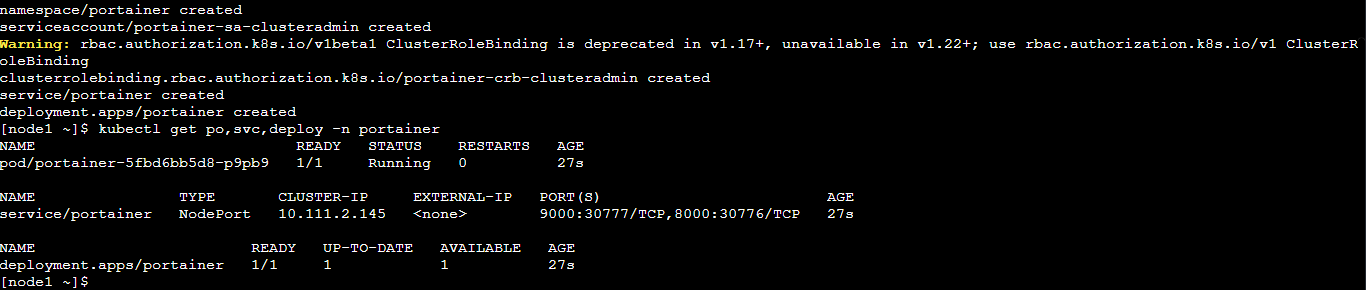 namespace/portainer created
serviceaccount/portainer-sa-clusteradmin created
Warning: rbac.authorization.k8s.io/v1beta1 ClusterRoleBinding is deprecated in v1.17+, unavailable in v1.22+; use rbac.authorization.k8s.io/v1 ClusterR
oleBinding
clusterrolebinding.rbac.authorization.k8s.io/portainer-crb-clusteradmin created
service/portainer created
deployment.apps/portainer created
[node1 ~]$ kubectl get po,svc,deploy -n portainer
NAME                             READY   STATUS    RESTARTS   AGE
pod/portainer-5fbd6bb5d8-p9pb9   1/1     Running   0          27s

NAME                TYPE       CLUSTER-IP     EXTERNAL-IP   PORT(S)                         AGE
service/portainer   NodePort   10.111.2.145   <none>        9000:30777/TCP,8000:30776/TCP   27s

NAME                        READY   UP-TO-DATE   AVAILABLE   AGE
deployment.apps/portainer   1/1     1            1           27s
[node1 ~]$